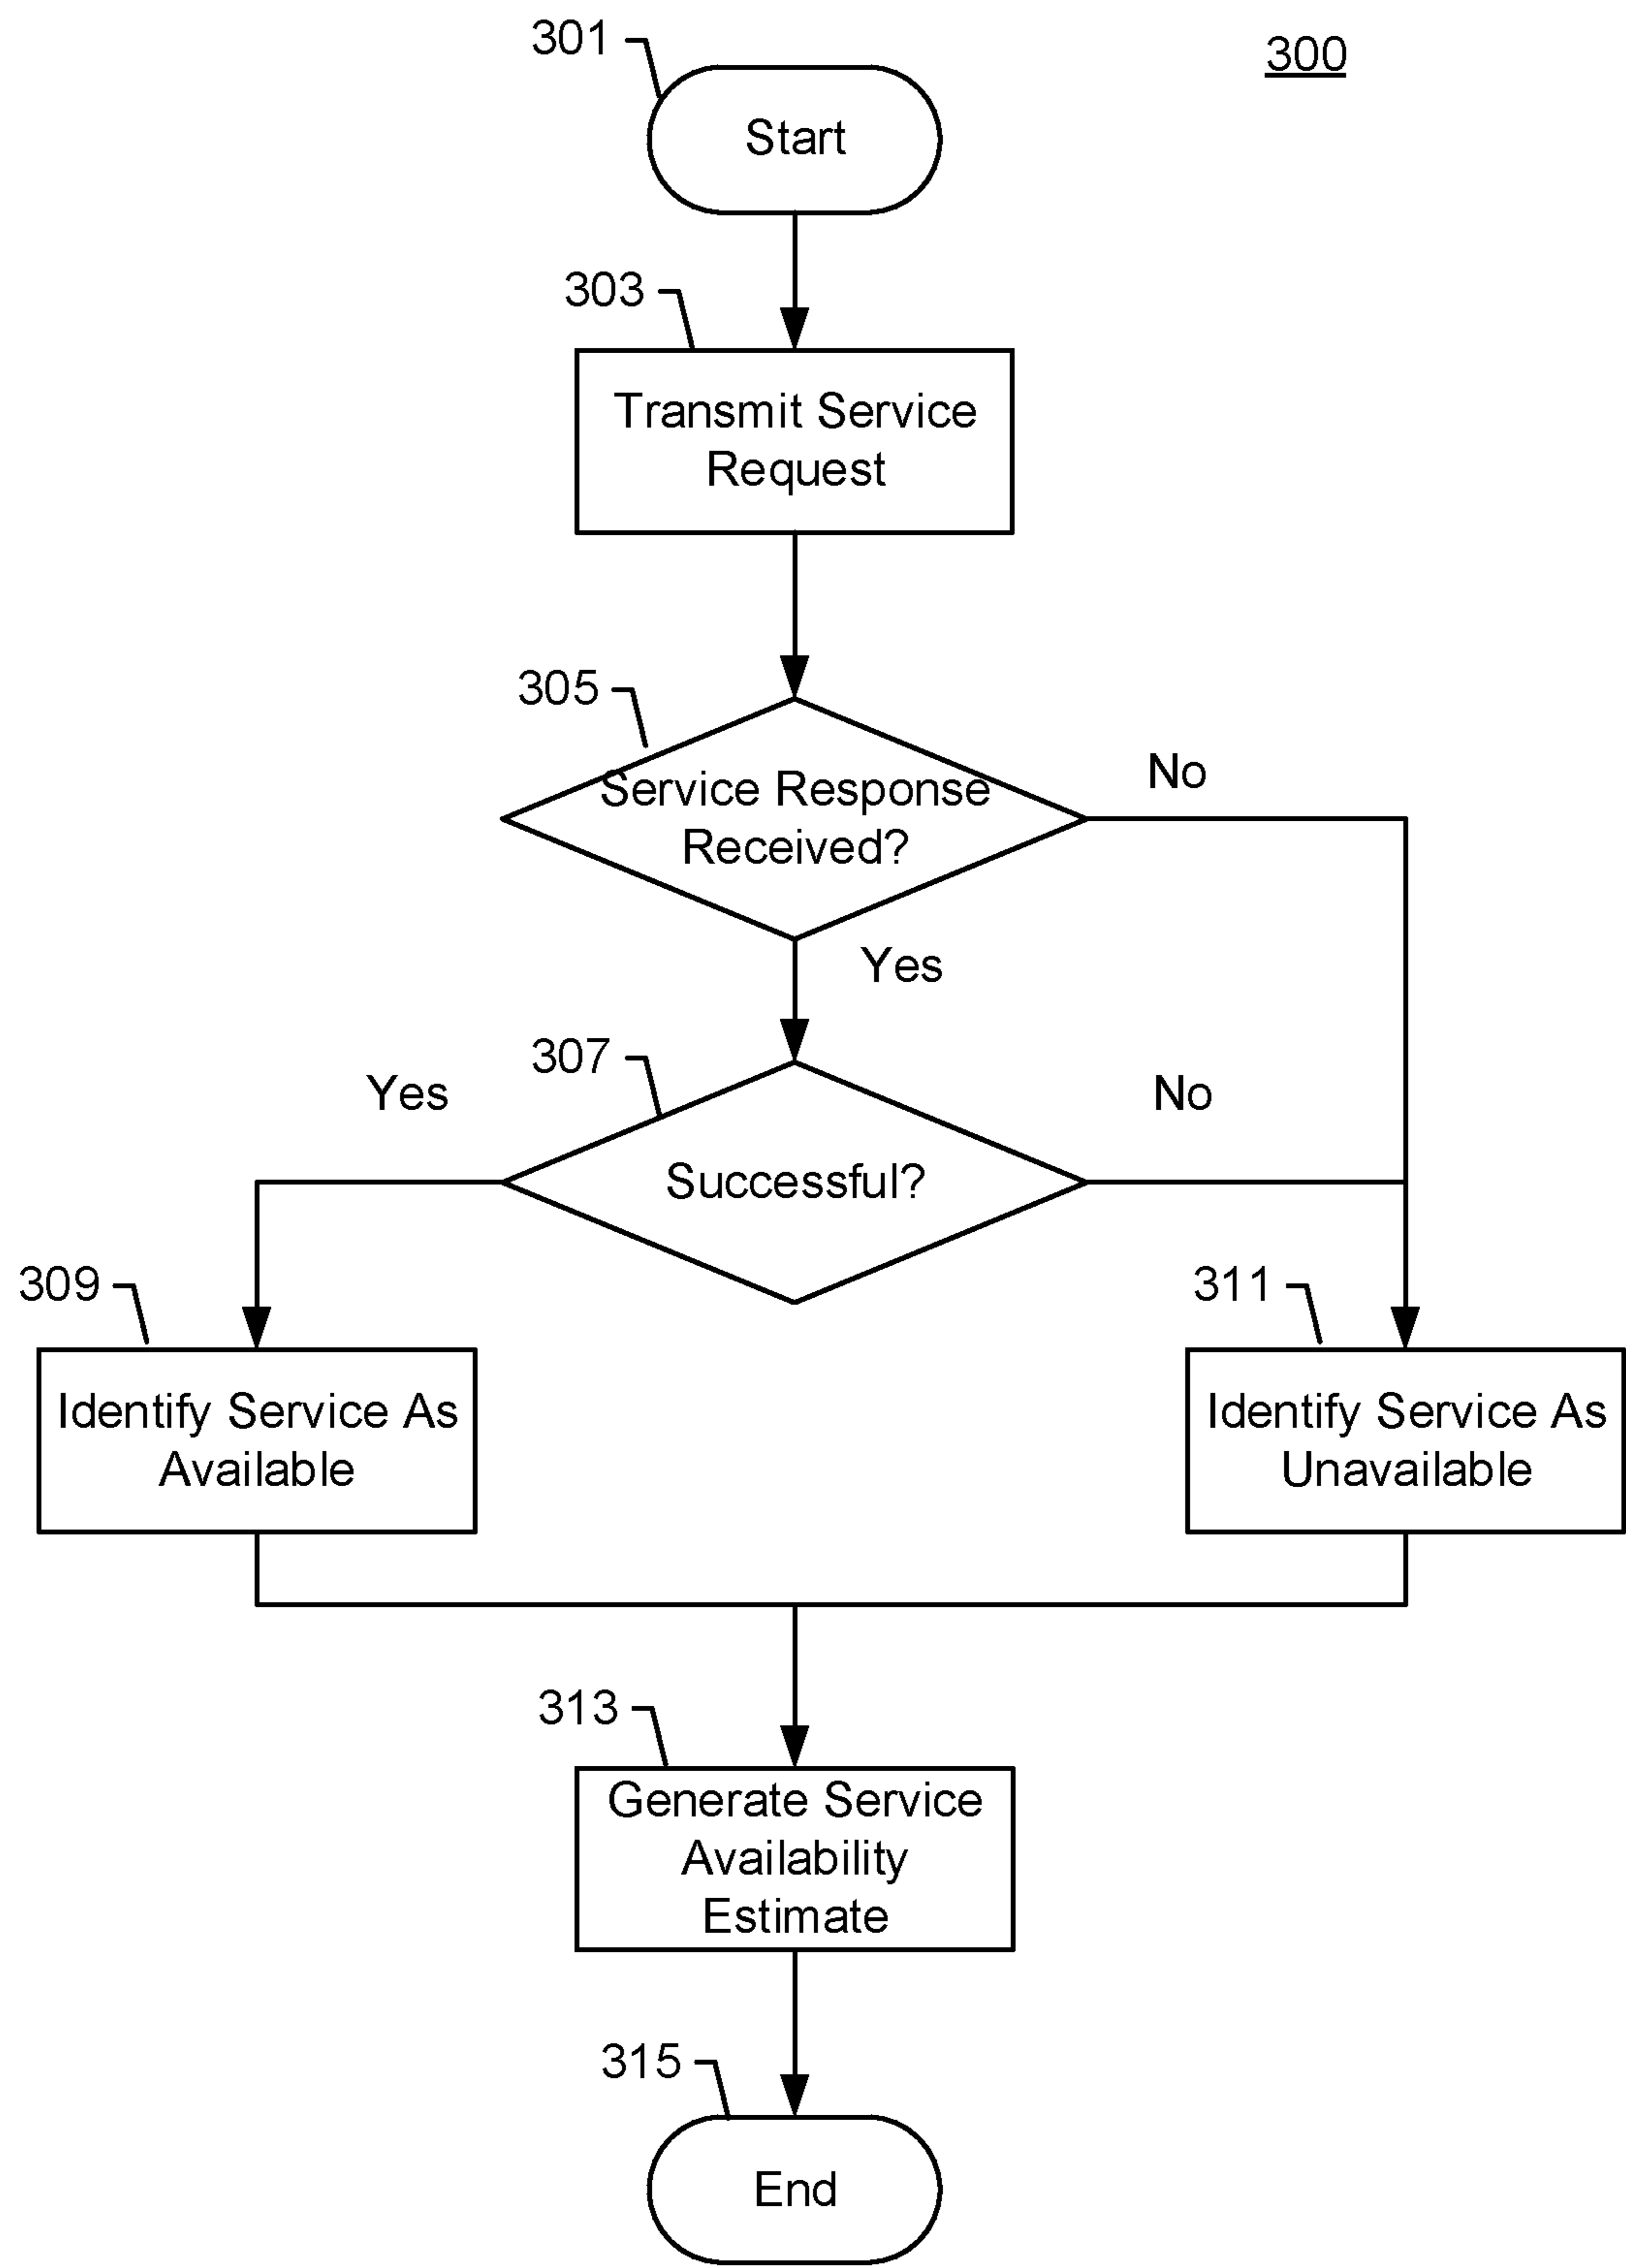 301
300
Start
303
Transmit Service
Request
305
Service Response
Received?
No
Yes
307
Yes
No
Successful?
309
311
Identify Service As
Available
Identify Service As
Unavailable
313
Generate Service
Availability
Estimate
315
End